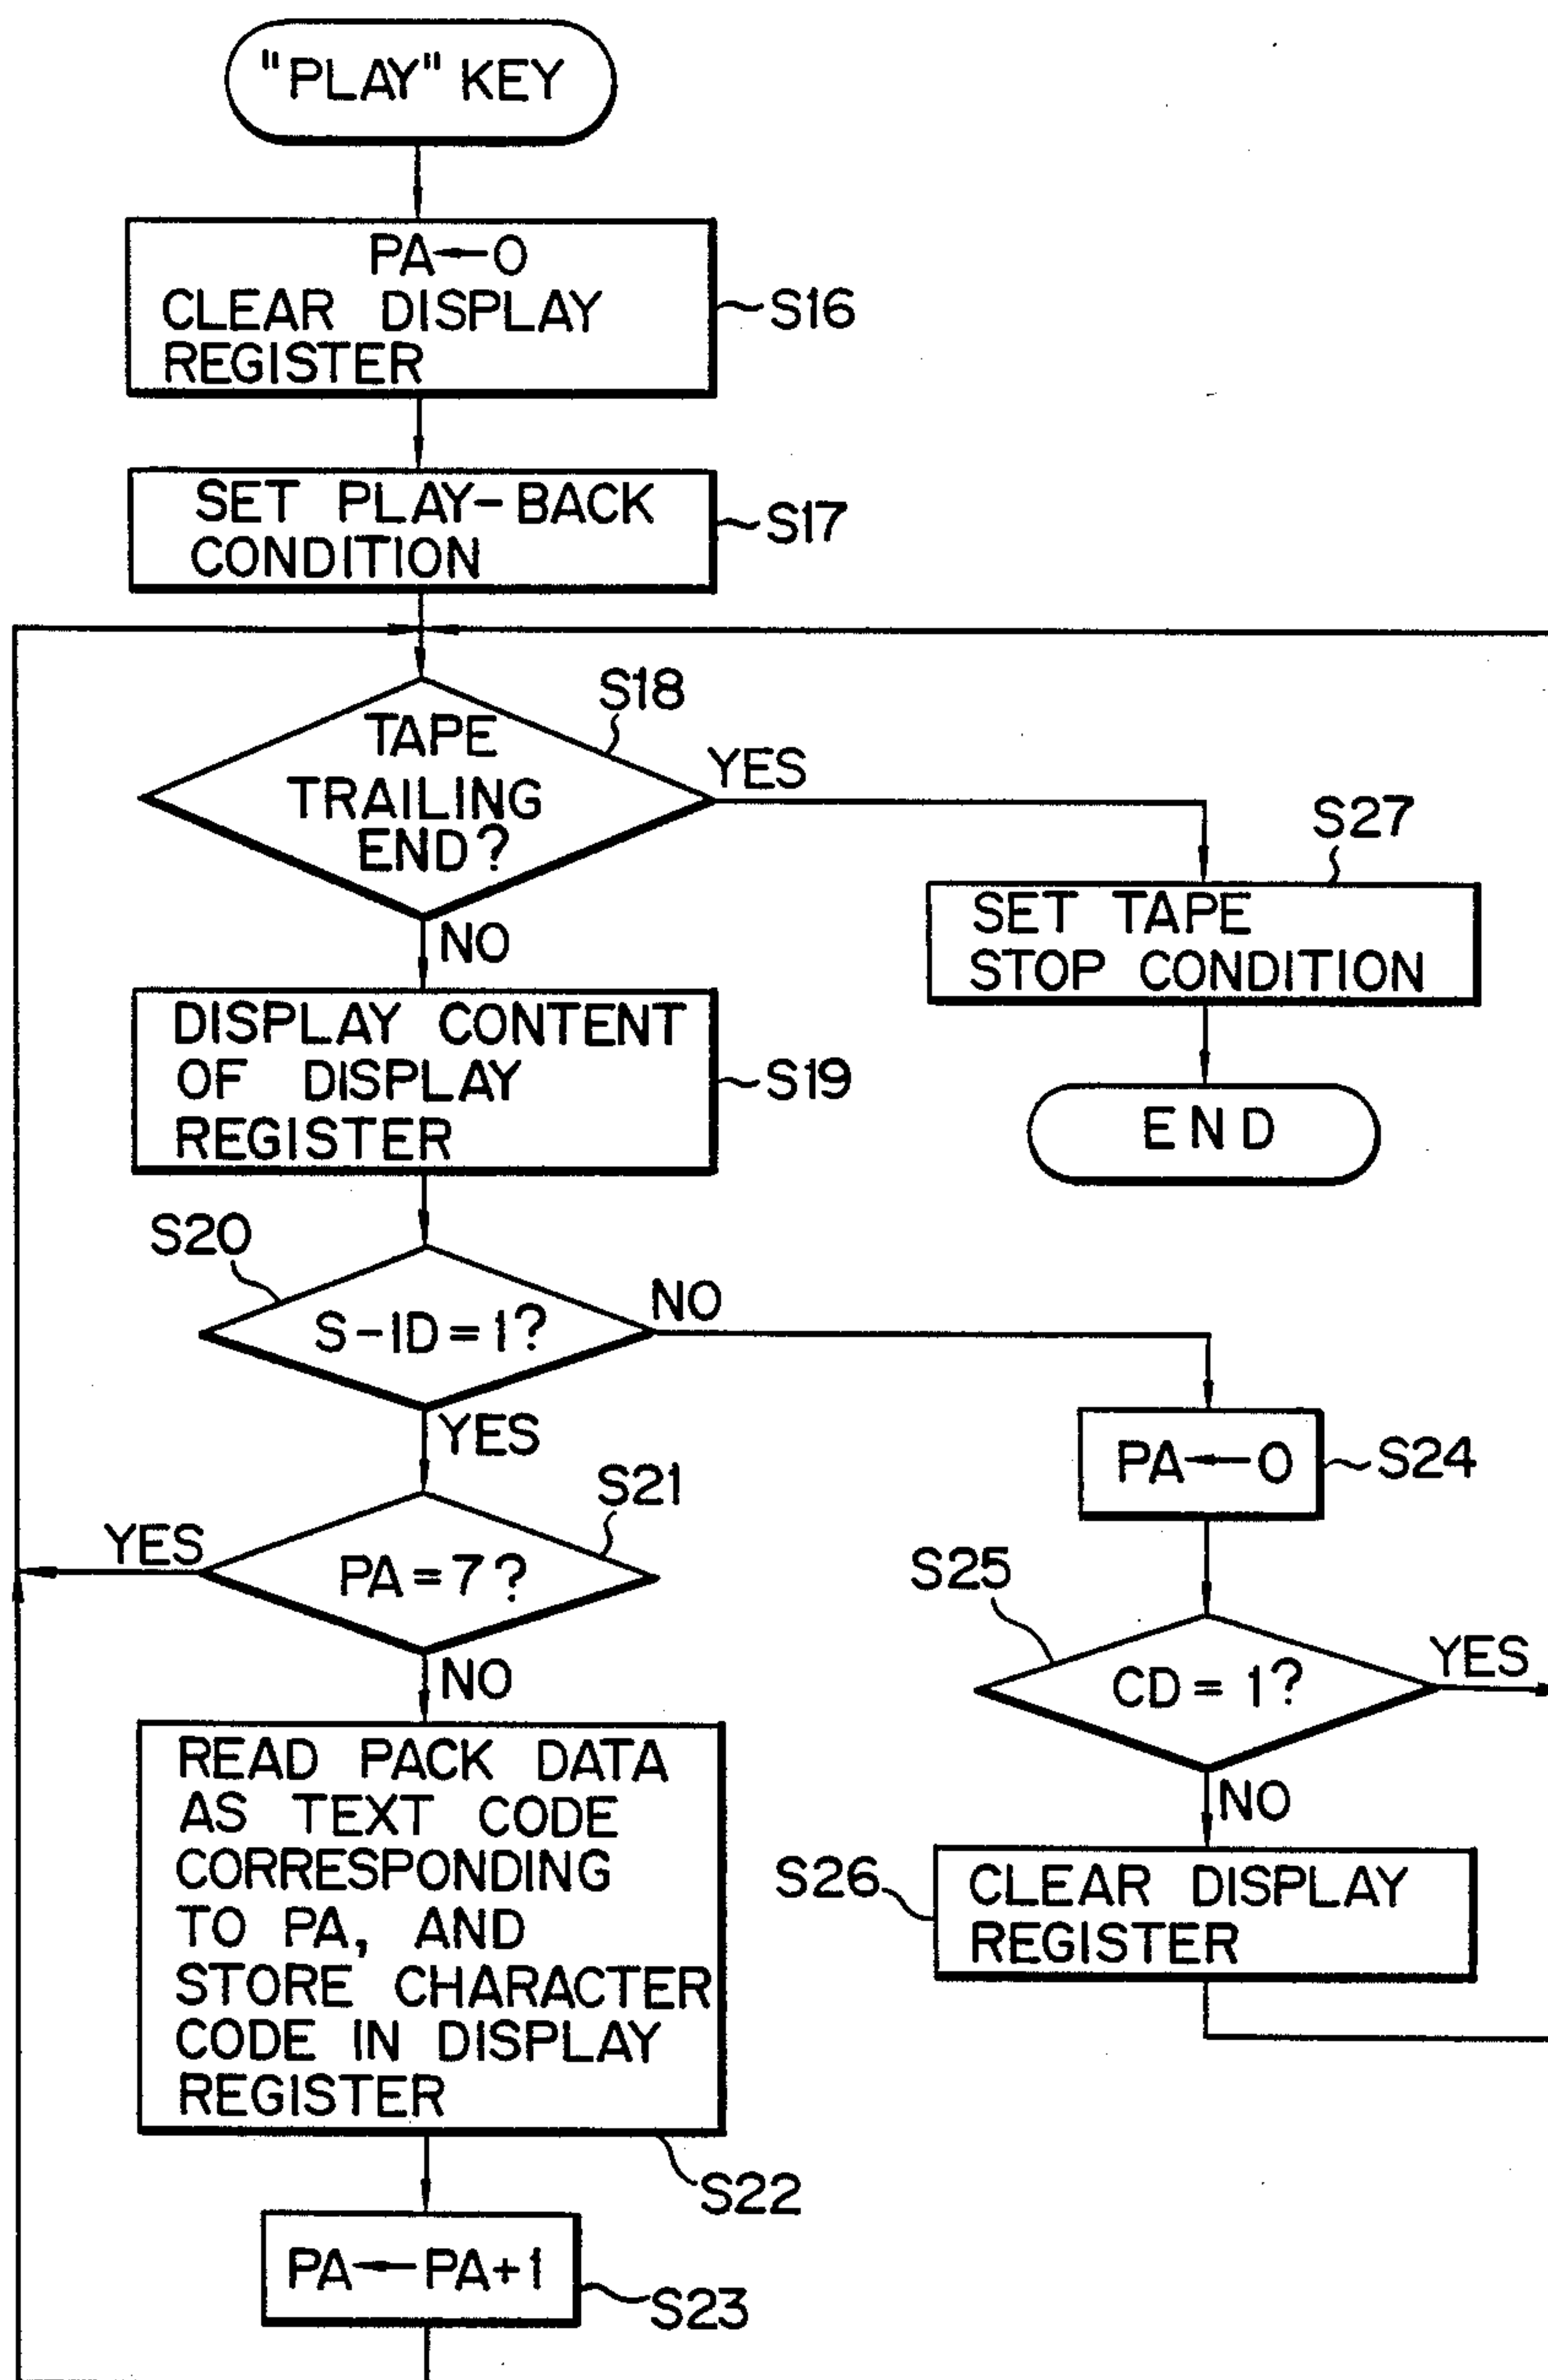 "PLAY" KEY
PA←0
CLEAR DISPLAY
REGISTER
S16
SET PLAY-BACK
CONDITION
S17
S18
TAPE
TRAILING
END?
YES
NO
S27
SET TAPE
STOP CONDITION
END
DISPLAY CONTENT
OF DISPLAY
REGISTER
S19
S20
S-ID=1?
NO
YES
S21
PA=7?
YES
NO
PA←0
S24
S25
CD=1?
YES
NO
S26
CLEAR DISPLAY
REGISTER
READ PACK DATA
AS TEXT CODE
CORRESPONDING
TO PA, AND
STORE CHARACTER
CODE IN DISPLAY
REGISTER
S22
PA←PA+1
S23